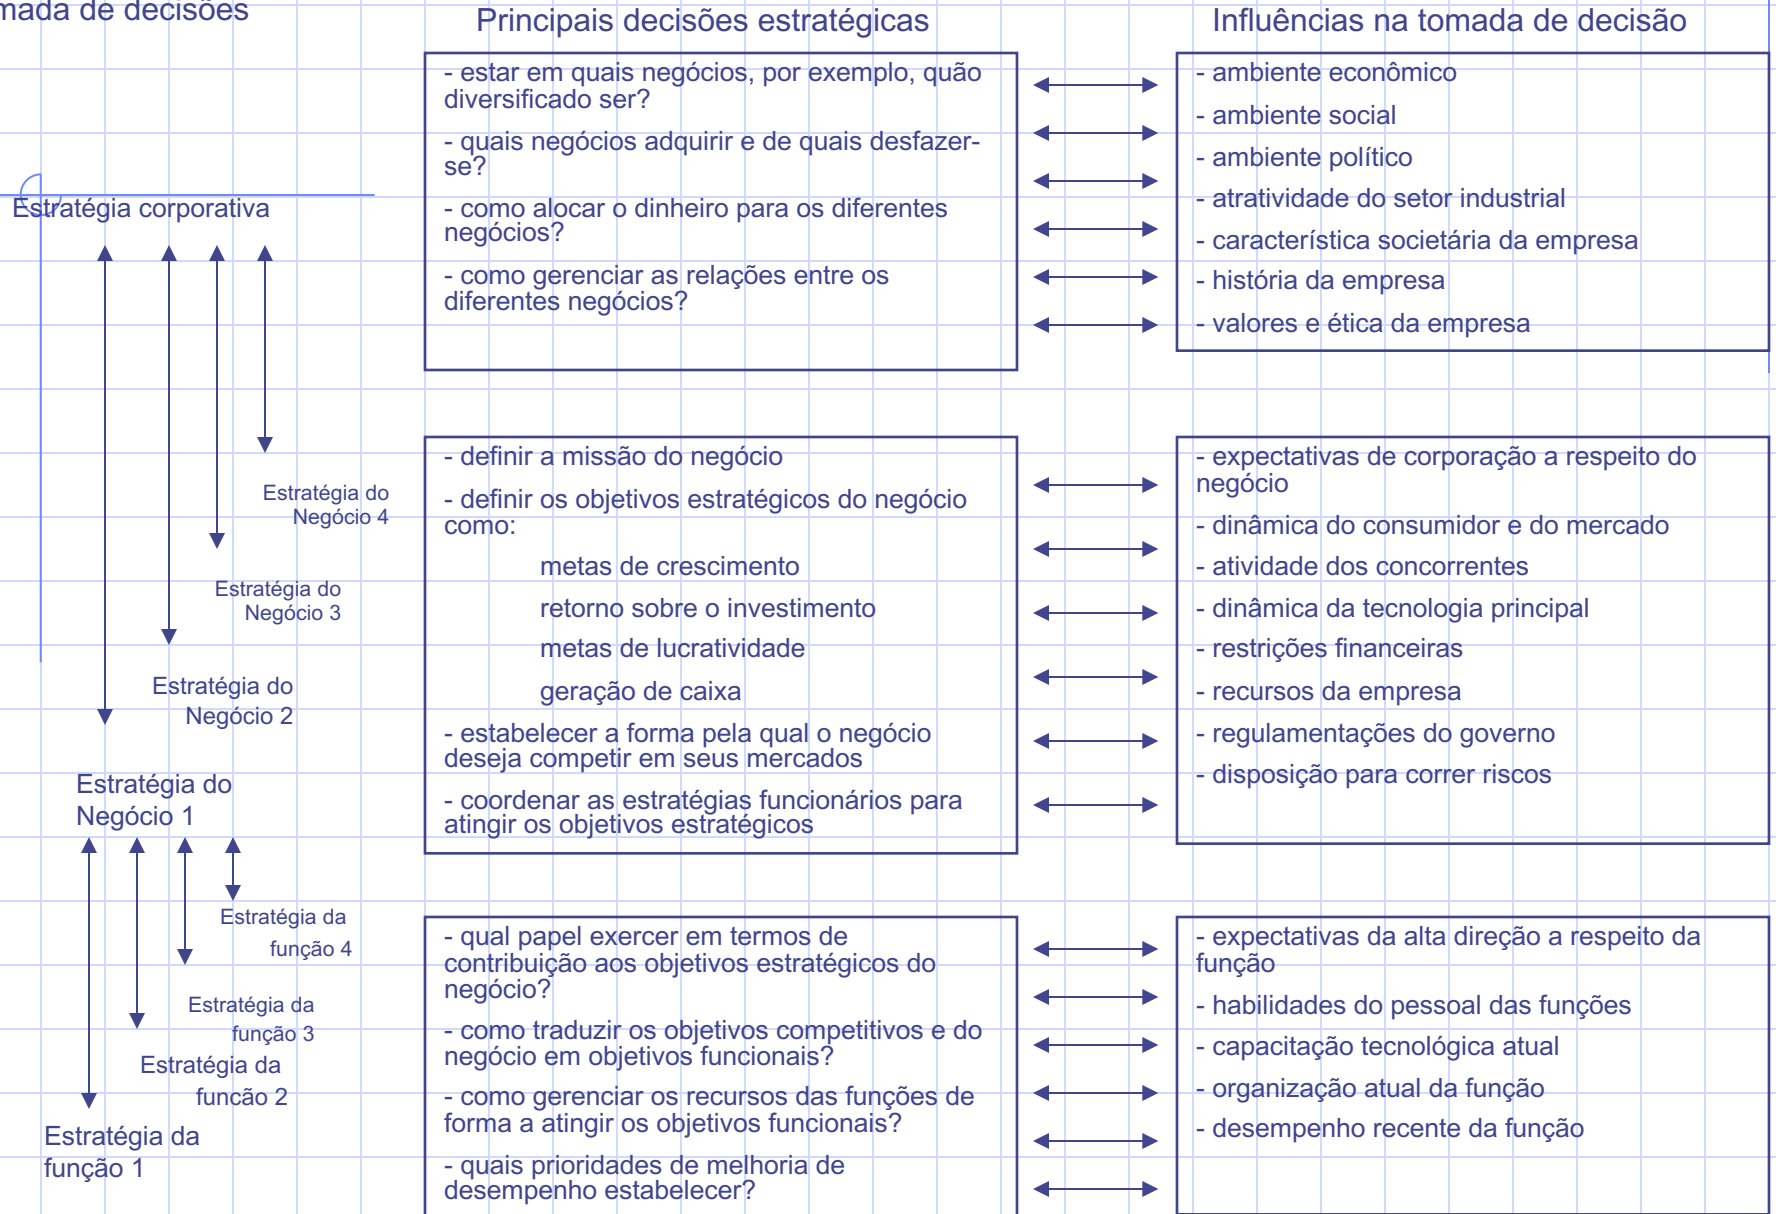 mada de decisões
Principais decisões estratégicas
Influências na tomada de decisão
Estratégia corporativa
- estar em quais negócios, por exemplo, quão
diversificado ser?
- quais negócios adquirir e de quais desfazer-
se?
- como alocar o dinheiro para os diferentes
negócios?
- como gerenciar as relações entre os
diferentes negócios?
- ambiente econômico
- ambiente social
- ambiente político
- atratividade do setor industrial
- característica societária da empresa
- história da empresa
- valores e ética da empresa
Estratégia do
Negócio 4
Estratégia do
Negócio 3
Estratégia do
Negócio 2
Estratégia do
Negócio 1
- definir a missão do negócio
- definir os objetivos estratégicos do negócio
como:
metas de crescimento
retorno sobre o investimento
metas de lucratividade
geração de caixa
- estabelecer a forma pela qual o negócio
deseja competir em seus mercados
- coordenar as estratégias funcionários para
atingir os objetivos estratégicos
- expectativas de corporação a respeito do
negócio
- dinâmica do consumidor e do mercado
- atividade dos concorrentes
- dinâmica da tecnologia principal
- restrições financeiras
- recursos da empresa
- regulamentações do governo
- disposição para correr riscos
Estratégia da
função 4
Estratégia da
função 3
Estratégia da
funcão 2
Estratégia da
função 1
- qual papel exercer em termos de
contribuição aos objetivos estratégicos do
negócio?
- como traduzir os objetivos competitivos e do
negócio em objetivos funcionais?
- como gerenciar os recursos das funções de
forma a atingir os objetivos funcionais?
- quais prioridades de melhoria de
desempenho estabelecer?
- expectativas da alta direção a respeito da
função
- habilidades do pessoal das funções
- capacitação tecnológica atual
- organização atual da função
- desempenho recente da função